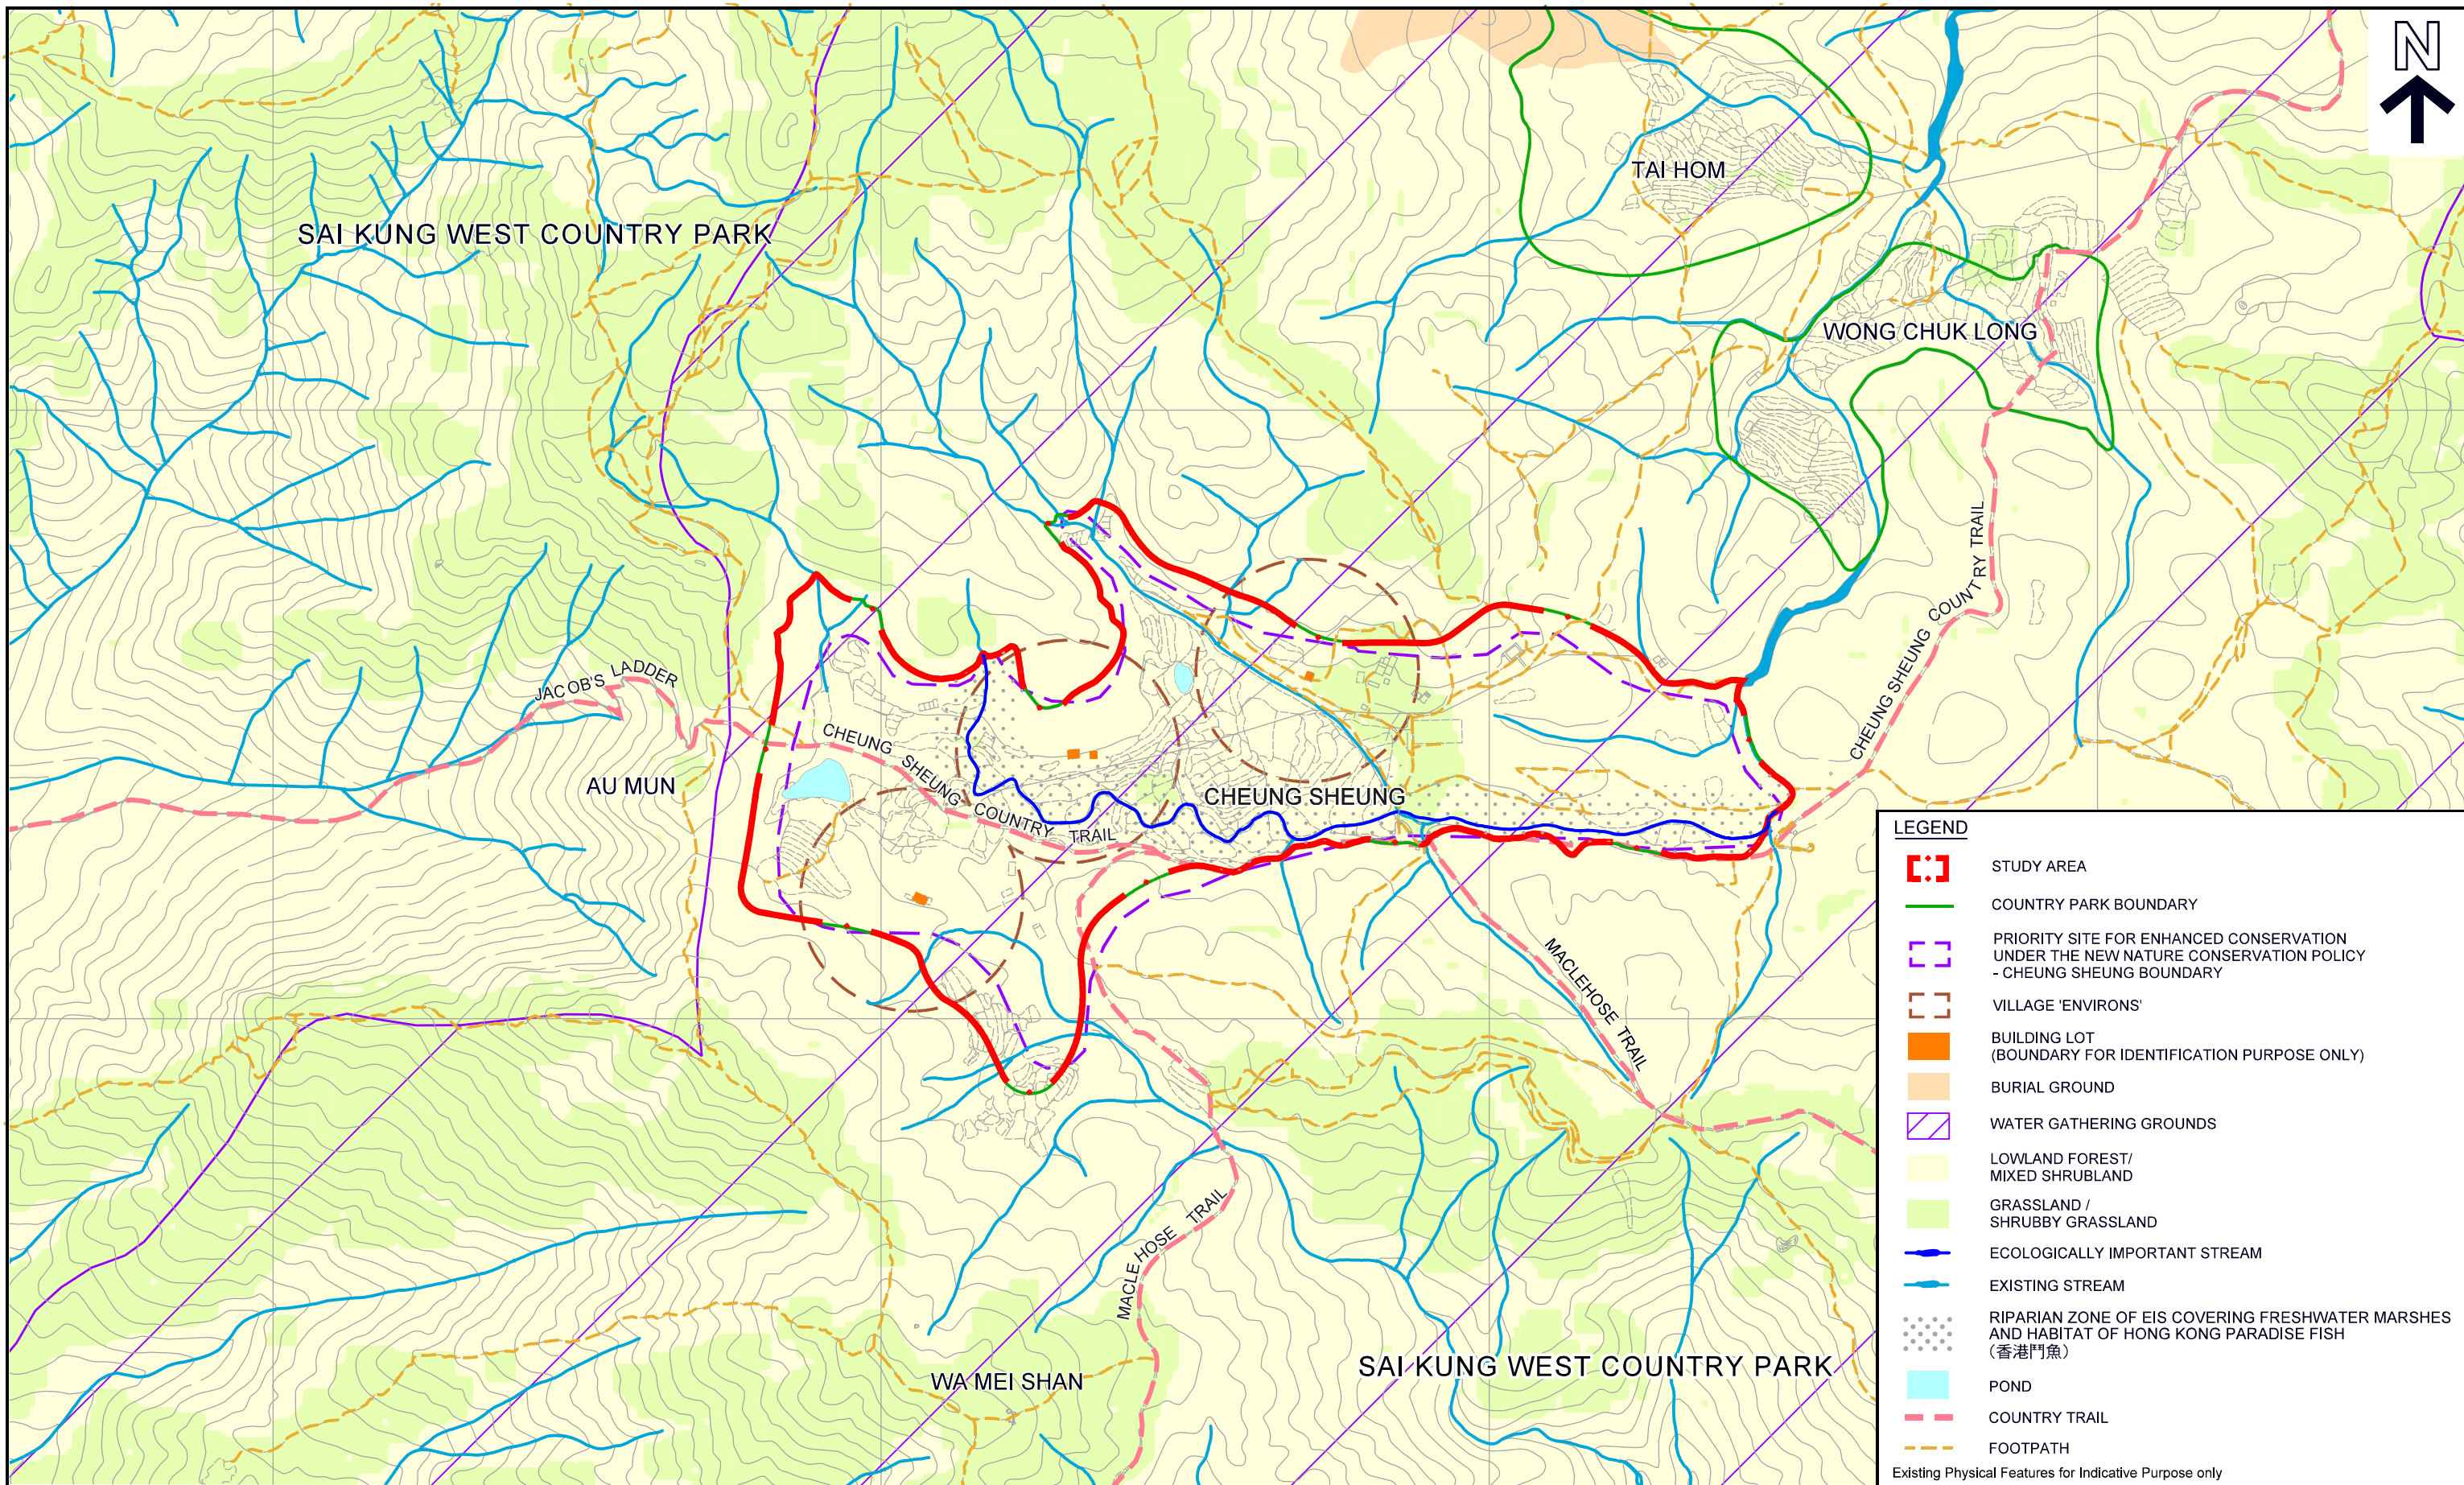 N
TAI HOM
SAI KUNG WEST COUNTRY PARK
WONG CHUK LONG
CHEUNG SHEUNG COUNTRY TRAIL
JACOB'S LADDER
CHEUNG SHEUNG COUNTRY TRAIL
AU MUN
CHEUNG SHEUNG
MACLEHOSE TRAIL
MACLEHOSE TRAIL
WA MEI SHAN
SAI KUNG WEST COUNTRY PARK
LEGEND
STUDY AREA
COUNTRY PARK BOUNDARY
PRIORITY SITE FOR ENHANCED CONSERVATION
UNDER THE NEW NATURE CONSERVATION POLICY
- CHEUNG SHEUNG BOUNDARY
VILLAGE 'ENVIRONS'
BUILDING LOT
(BOUNDARY FOR IDENTIFICATION PURPOSE ONLY)
BURIAL GROUND
WATER GATHERING GROUNDS
LOWLAND FOREST/
MIXED SHRUBLAND
GRASSLAND /
SHRUBBY GRASSLAND
ECOLOGICALLY IMPORTANT STREAM
EXISTING STREAM
RIPARIAN ZONE OF EIS COVERING FRESHWATER MARSHES
AND HABITAT OF HONG KONG PARADISE FISH
(香港鬥魚)
POND
COUNTRY TRAIL
FOOTPATH
Existing Physical Features for Indicative Purpose only